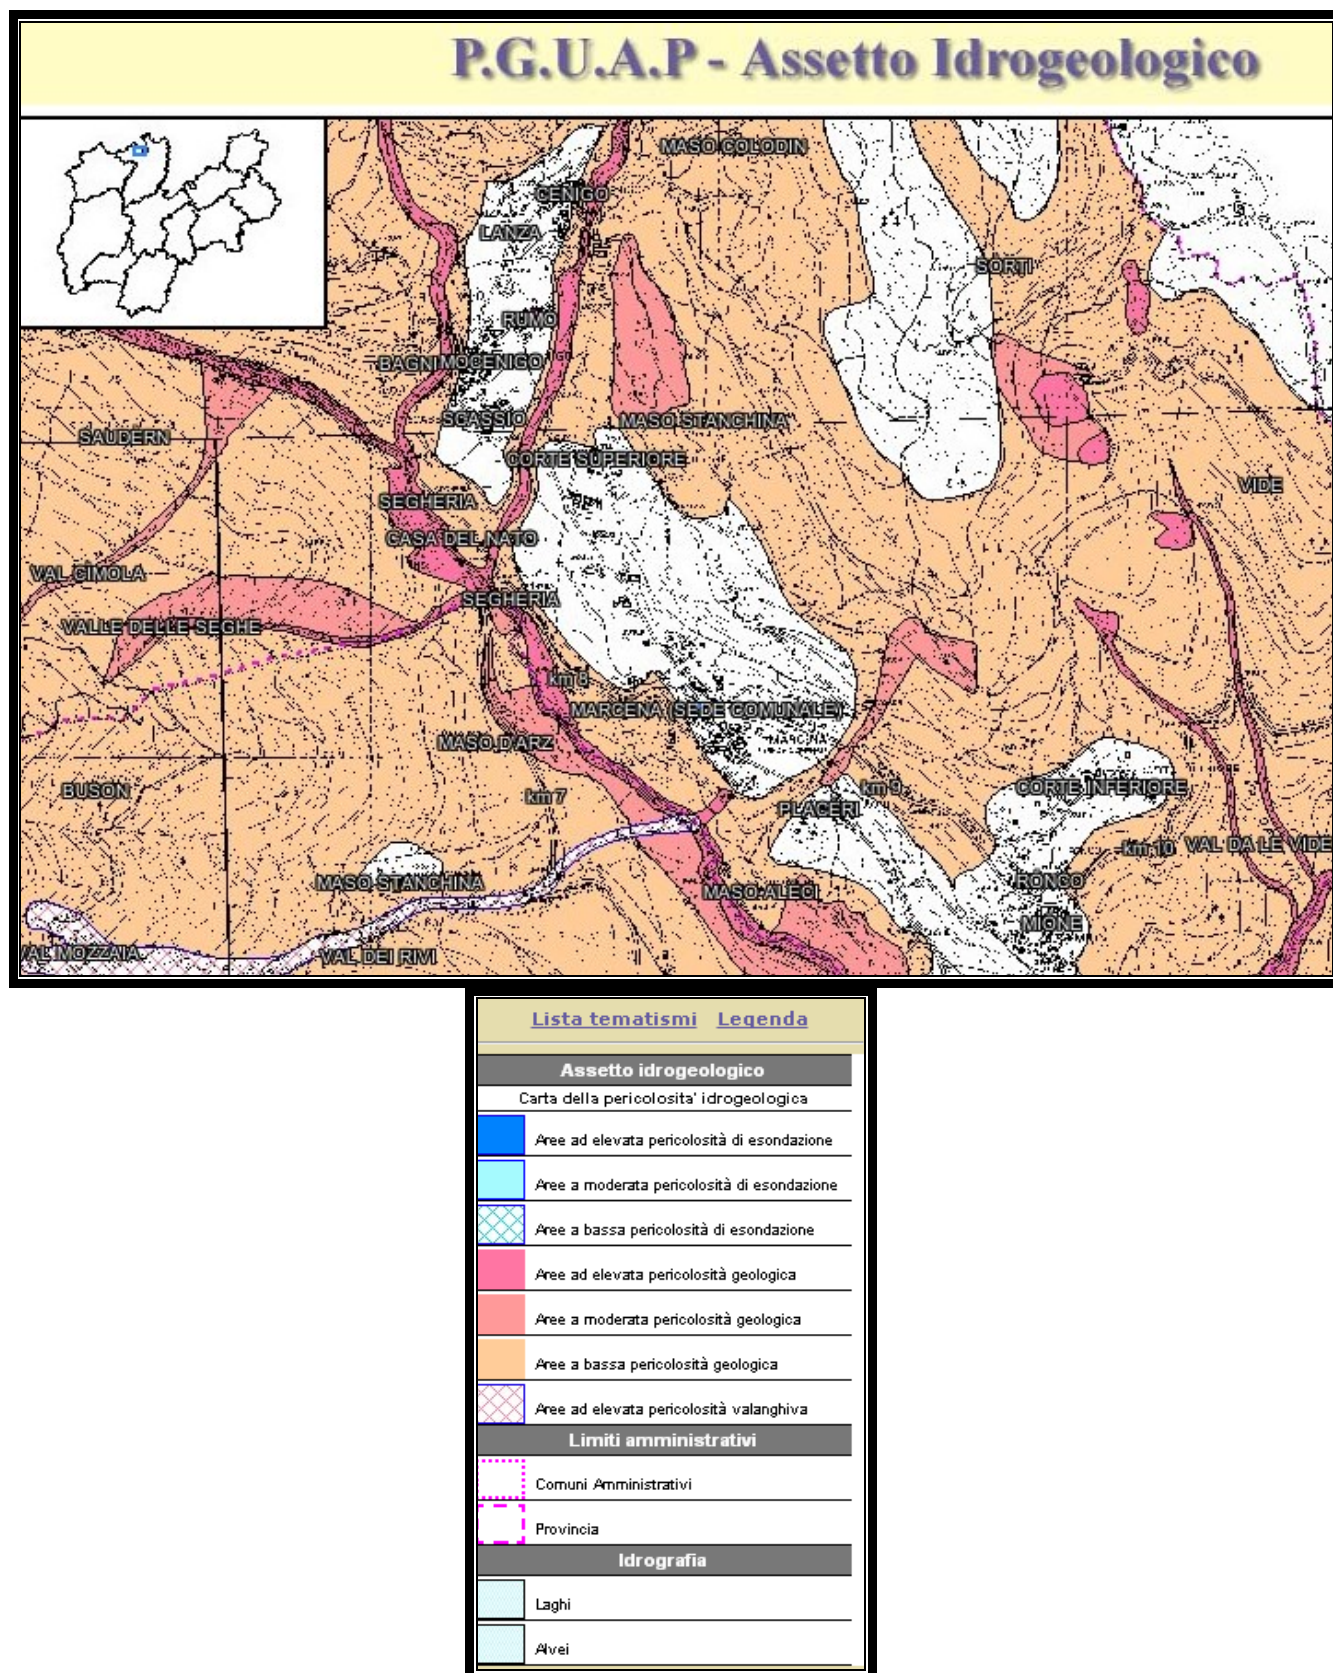 P.G.U.A.P - Assetto Idrogeologico
MASO COLODIN
CENIGO
LANZA
SORTI
RUMO
BAGNI MOCENIGO
SCASSIO
MASO STANCHINA
SAUDERN
CORTE SUPERIORE
VIDE
SEGHERIA
CASA DEL NATO
VAL CIMOLA
SEGHERIA
VALLE DELLE SEGHE
km 8
MARCENA (SEDE COMUNALE)
MARCENA
MASO D'ARZ
BUSON
km 7
km 9
CORTE INFERIORE
PLACERI
km 10
VAL DA LE VIDE
MASO STANCHINA
RONCO
MASO ALECI
MIONE
VAL MOZZAIA
VAL DEI RIVI
Lista tematismi Legenda
Assetto idrogeologico
Carta della pericolosita' idrogeologica
Aree ad elevata pericolosità di esondazione
Aree a moderata pericolosità di esondazione
Aree a bassa pericolosità di esondazione
Aree ad elevata pericolosità geologica
Aree a moderata pericolosità geologica
Aree a bassa pericolosità geologica
Aree ad elevata pericolosità valanghiva
Limiti amministrativi
Comuni Amministrativi
Provincia
Idrografia
Laghi
Alvei